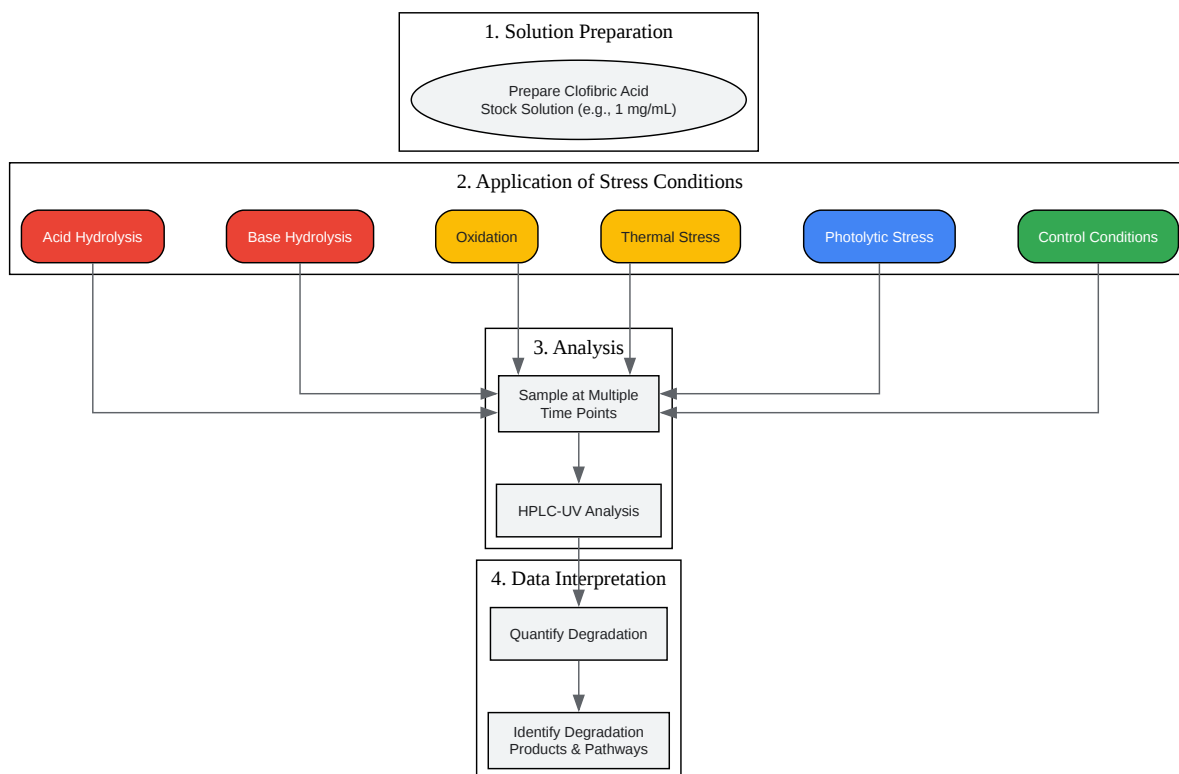 1. Solution Preparation
Prepare Clofibric Acid
Stock Solution (e.g., 1 mg/mL)
2. Application of Stress Conditions
Acid Hydrolysis
Base Hydrolysis
Oxidation
Thermal Stress
Photolytic Stress
Control Conditions
3. Analysis
Sample at Multiple
Time Points
HPLC-UV Analysis
4. Data Interpretation
Quantify Degradation
Identify Degradation
Products & Pathways